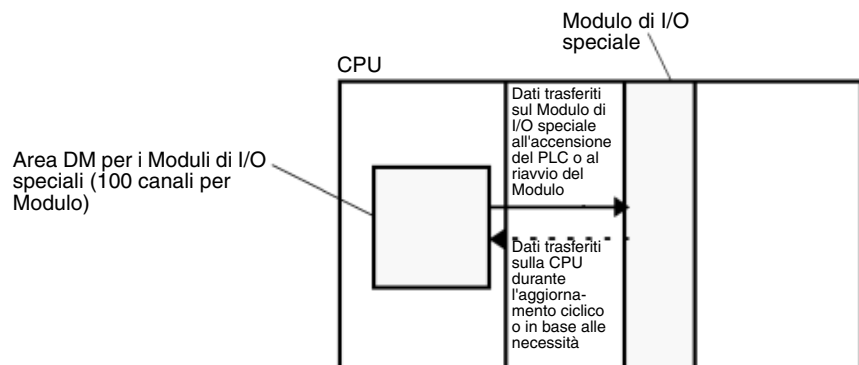 Modulo di I/O
speciale
CPU
Dati trasferiti
sul Modulo di
I/O speciale
all'accensione
del PLC o al
riavvio del
Modulo
Area DM per i Moduli di I/O
speciali (100 canali per
Modulo)
Dati trasferiti
sulla CPU
durante
l'aggiorna-
mento ciclico
o in base alle
necessità